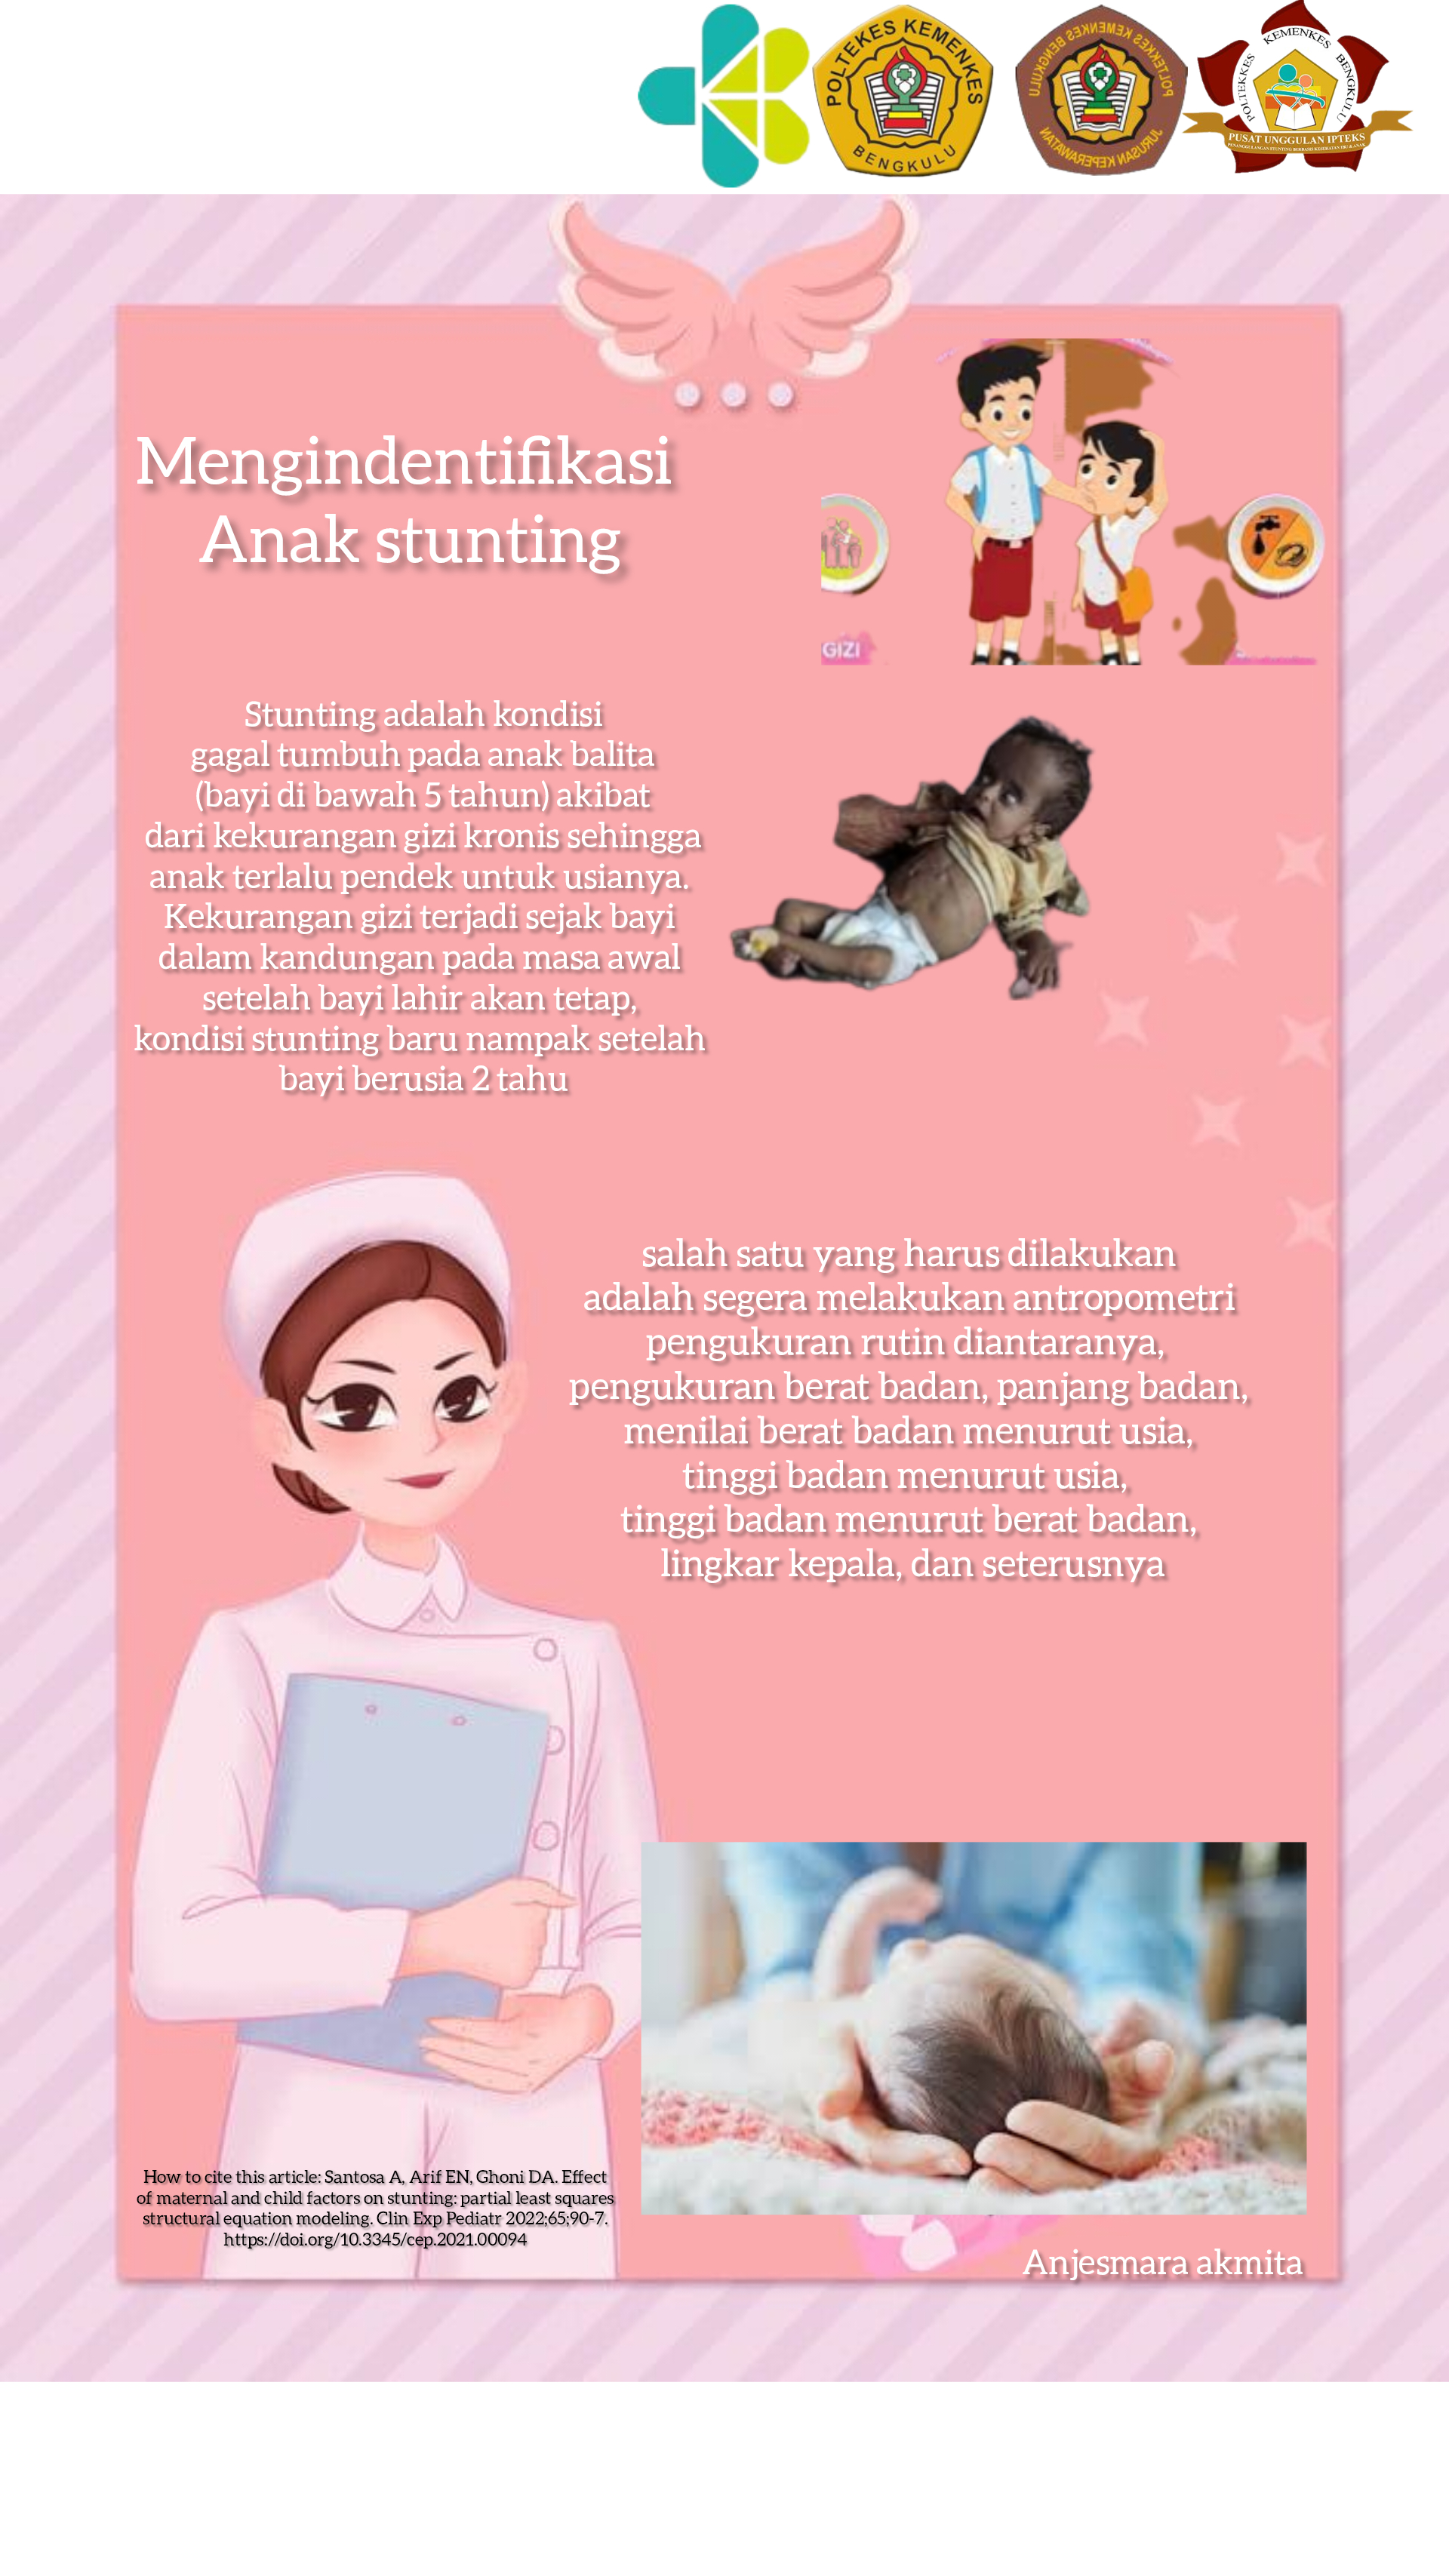 POLTEKES KEMENKES
BENGKULU
POLTEKKES KEMENKES BENGKULU
JURUSAN KEPERAWATAN
POLTEKKES KEMENKES BENGKULU
PUSAT UNGGULAN IPTEKS
Mengindentifikasi
Anak stunting
GIZI
Stunting adalah kondisi
gagal tumbuh pada anak balita
(bayi di bawah 5 tahun) akibat
dari kekurangan gizi kronis sehingga
anak terlalu pendek untuk usianya.
Kekurangan gizi terjadi sejak bayi
dalam kandungan pada masa awal
setelah bayi lahir akan tetap,
kondisi stunting baru nampak setelah
bayi berusia 2 tahu
salah satu yang harus dilakukan
adalah segera melakukan antropometri
pengukuran rutin diantaranya,
pengukuran berat badan, panjang badan,
menilai berat badan menurut usia,
tinggi badan menurut usia,
tinggi badan menurut berat badan,
lingkar kepala, dan seterusnya
How to cite this article: Santosa A, Arif EN, Ghoni DA. Effect
of maternal and child factors on stunting: partial least squares
structural equation modeling. Clin Exp Pediatr 2022;65;90-7.
https://doi.org/10.3345/cep.2021.00094
Anjesmara akmita